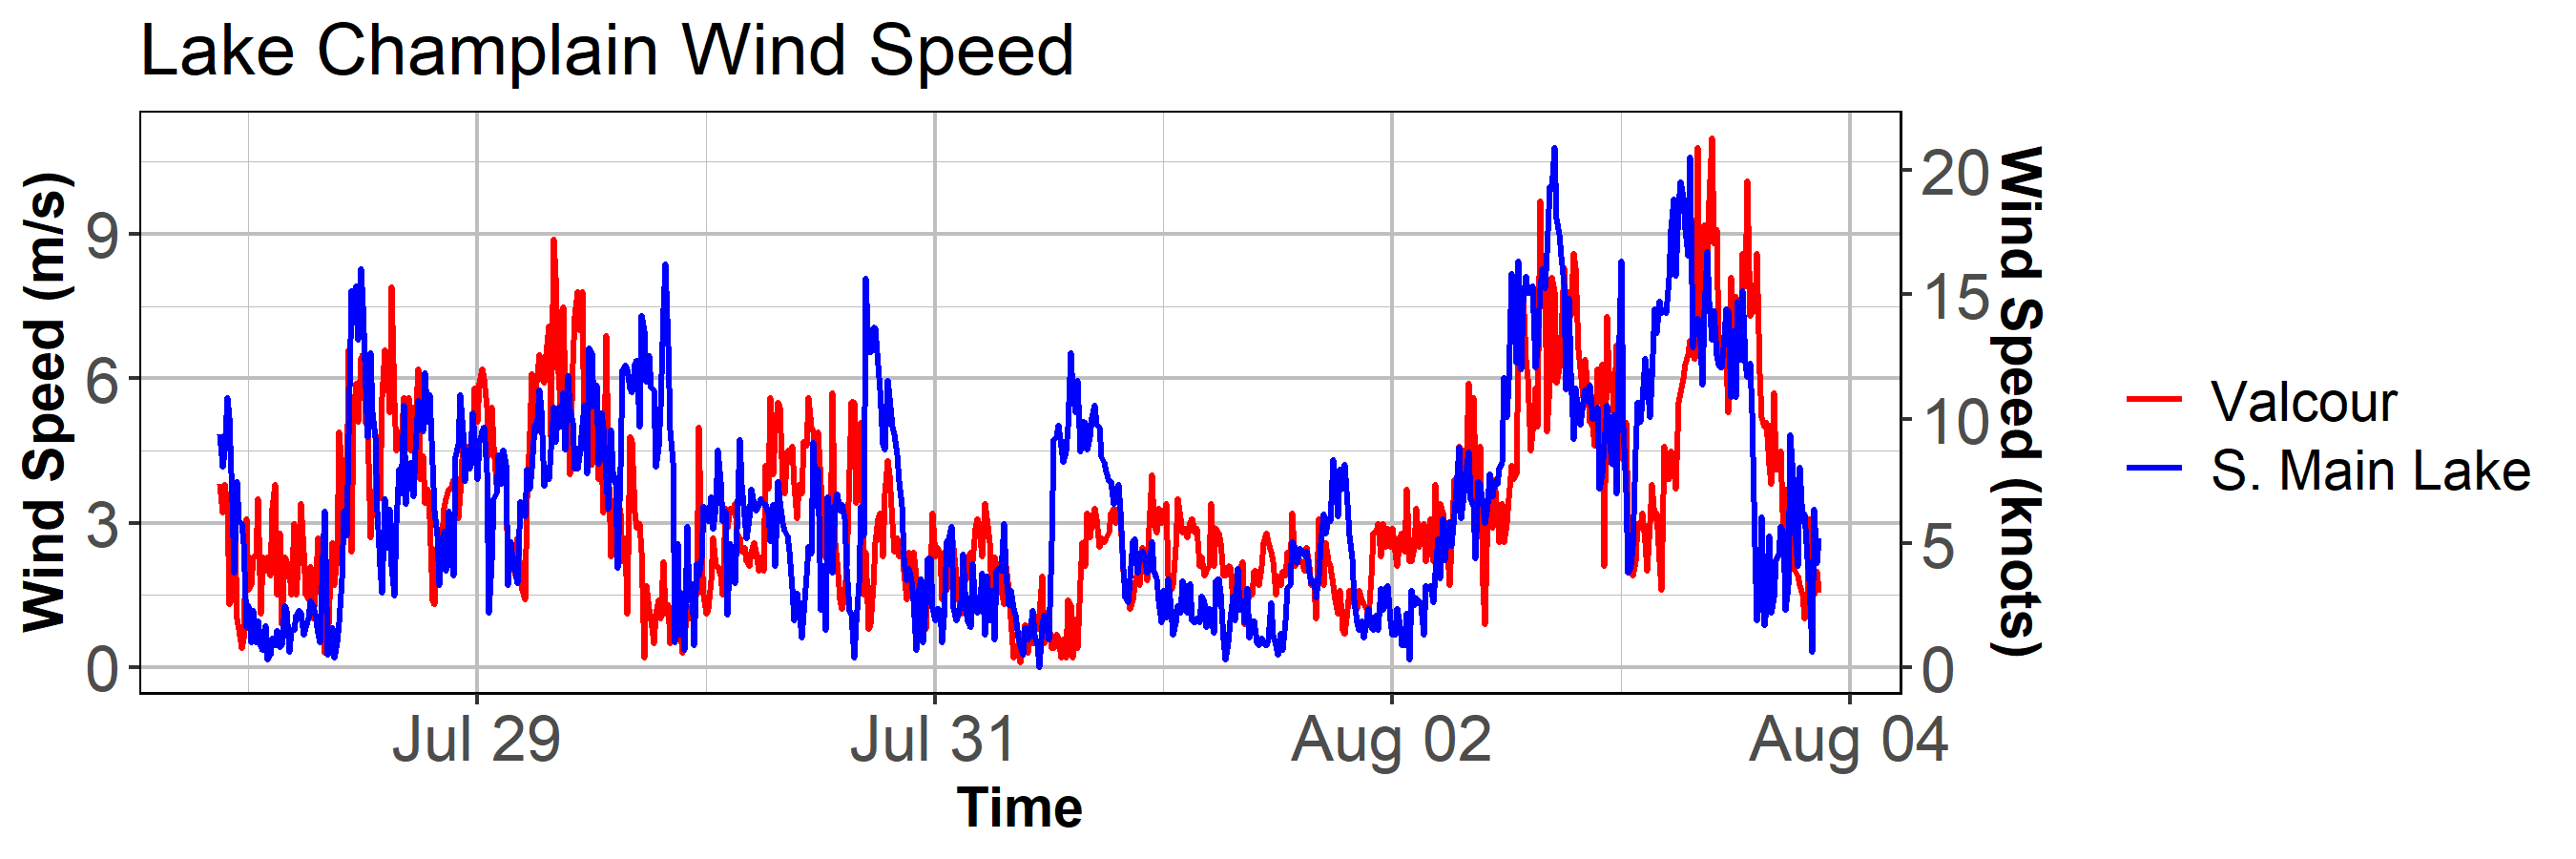 Lake Champlain Wind Speed
Wind Speed (m/s)
9
6
3
0
20
15
10
5
0
Wind Speed (knots)
Jul 29
Jul 31
Aug 02
Aug 04
Time
Valcour
S. Main Lake